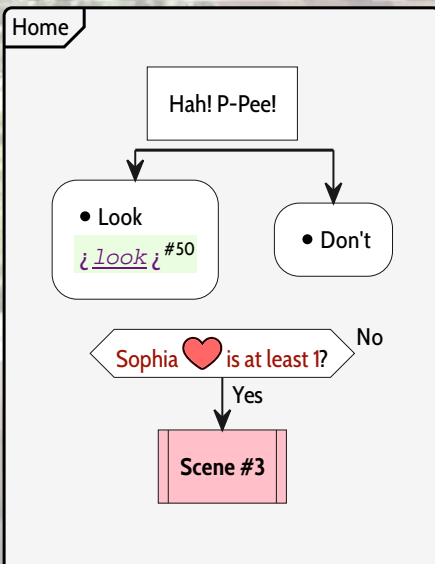 Home
Hah! P-Pee!
• Look
¿look¿#50
• Don't
Sophia ❤ is at least 1?
No
Yes
Scene #3